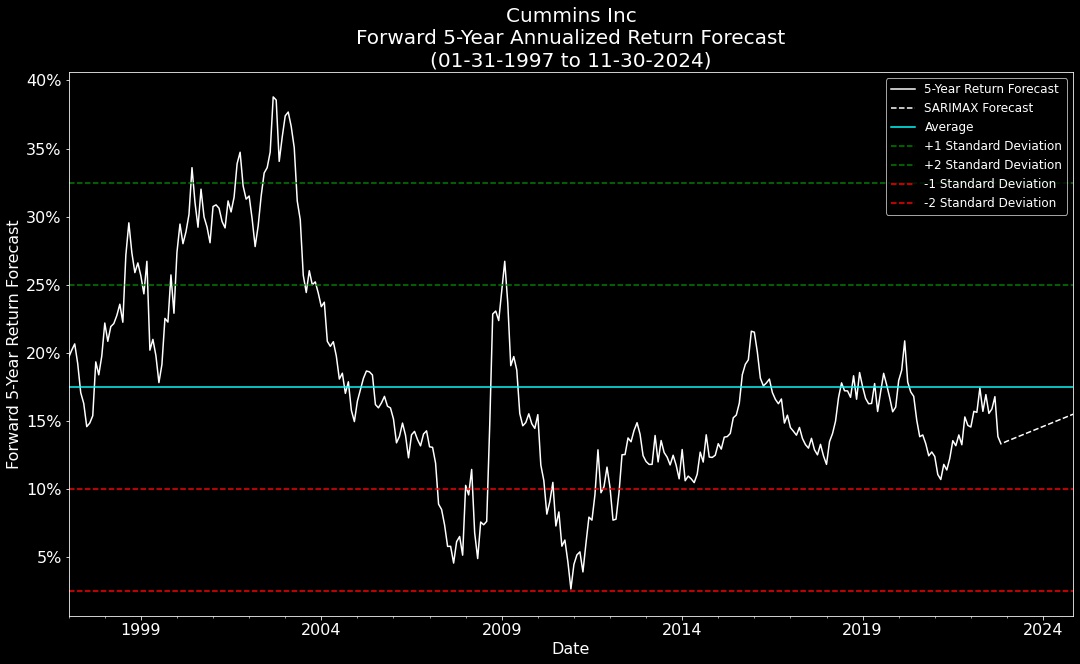 Cummins Inc
Forward 5-Year Annualized Return Forecast
(01-31-1997 to 11-30-2024)
40%
35%
30%
25%
20%
15%
10%
5%
Forward 5-Year Return Forecast
5-Year Return Forecast
SARIMAX Forecast
Average
+1 Standard Deviation
+2 Standard Deviation
-1 Standard Deviation
-2 Standard Deviation
1999
2004
2009
2014
2019
2024
Date